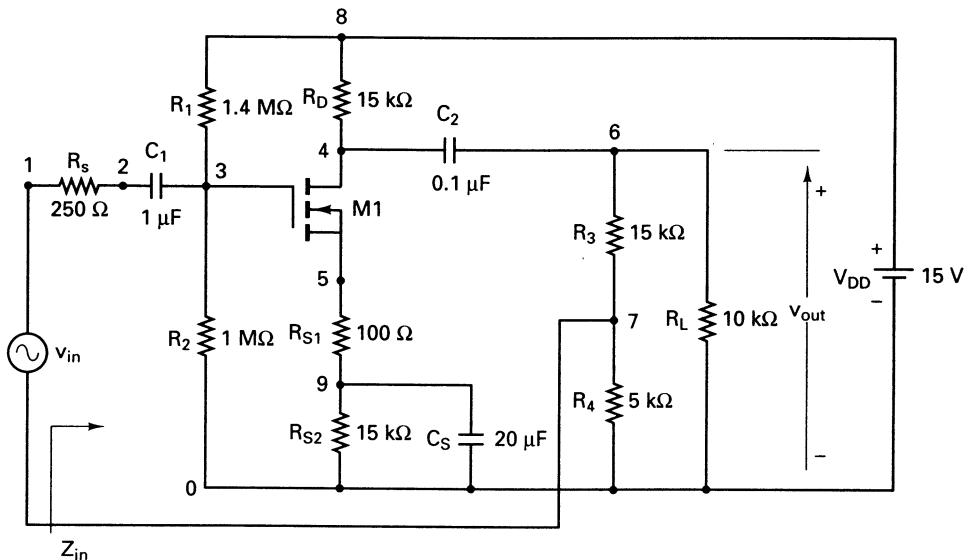 8
R1 1.4 MΩ
RD 15 kΩ
C2
6
1
Rs
2
C1
3
4
250 Ω
1 μF
0.1 μF
M1
+
R3 15 kΩ
5
+
VDD 15 V
−
vin
R2 1 MΩ
RS1 100 Ω
7
RL 10 kΩ
vout
9
R4 5 kΩ
RS2 15 kΩ
CS 20 μF
−
0
Zin